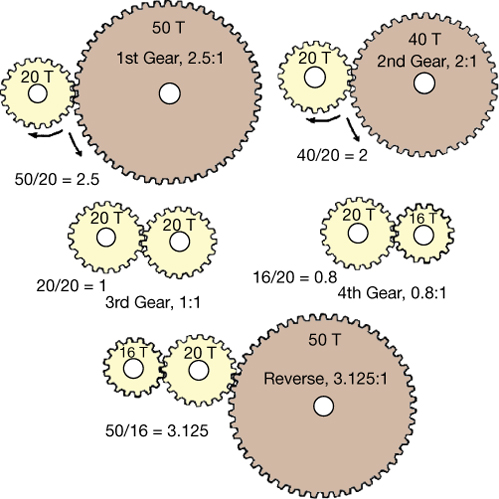 50 T
1st Gear, 2.5:1
20 T
50/20 = 2.5
40 T
2nd Gear, 2:1
20 T
40/20 = 2
20 T
20 T
20/20 = 1
3rd Gear, 1:1
20 T
16 T
16/20 = 0.8
4th Gear, 0.8:1
16 T
20 T
50 T
Reverse, 3.125:1
50/16 = 3.125